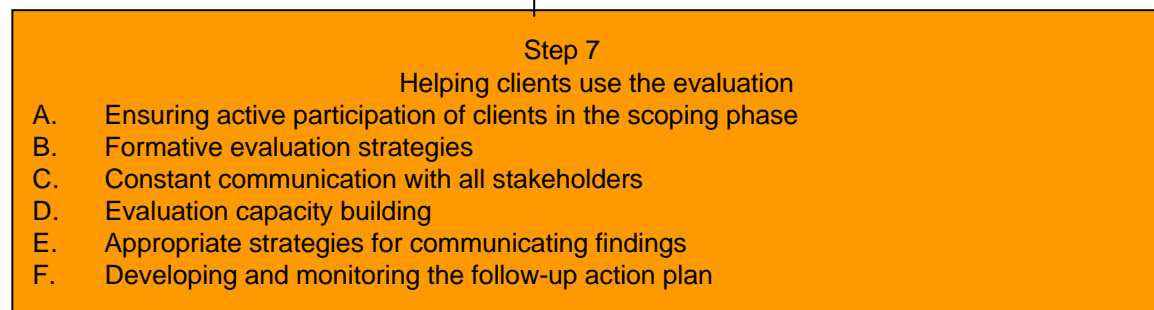 Step 7
Helping clients use the evaluation
A. Ensuring active participation of clients in the scoping phase
B. Formative evaluation strategies
C. Constant communication with all stakeholders
D. Evaluation capacity building
E. Appropriate strategies for communicating findings
F. Developing and monitoring the follow-up action plan